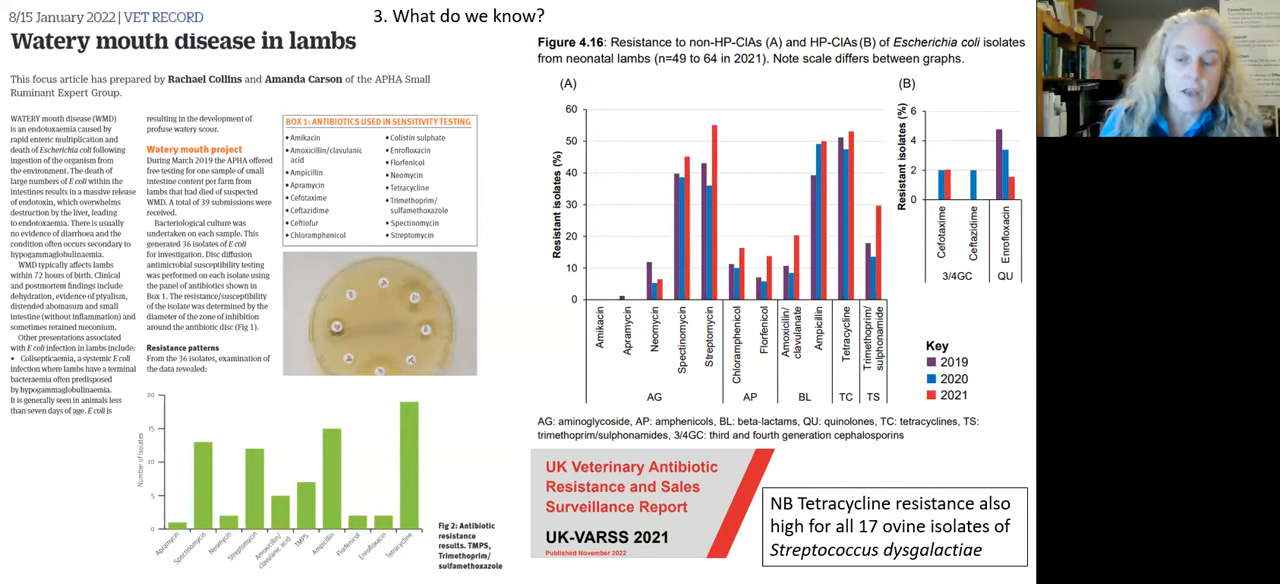 8/15 January 2022 | VET RECORD
Watery mouth disease in lambs
This focus article has been prepared by Rachael Collins and Amanda Carson of the APHA Small
Ruminant Expert Group.
WATERY mouth disease (WMD)
is an endotoxaemia caused by
rapid enteric multiplication and
death of Escherichia coli following
ingestion of the organism from
the environment. The death of
large numbers of E coli within the
intestines results in a massive release
of endotoxin, which overwhelms
destruction by the liver, leading
to endotoxaemia. There is usually
no evidence of diarrhoea and the
condition often occurs secondary to
hypogammaglobulinaemia.
WMD typically affects lambs
within 72 hours of birth. Clinical
and postmortem findings include
dehydration, evidence of ptyalism,
distended abomasum and small
intestine (without inflammation) and
sometimes retained meconium.
Other presentations associated
with E coli infection in lambs include:
• Colisepticaemia, a systemic E coli
infection where lambs have a terminal
bacteraemia often predisposed
by hypogammaglobulinaemia.
It is generally seen in animals less
than seven days of age. E coli is
resulting in the development of
profuse watery scour.
Watery mouth project
During March 2019 the APHA offered
free testing for one sample of small
intestine content per farm from
lambs that had died of suspected
WMD. A total of 39 submissions were
received.
Bacteriological culture was
undertaken on each sample. This
generated 36 isolates of E coli
for investigation. Disc diffusion
antimicrobial susceptibility testing
was performed on each isolate using
the panel of antibiotics shown in
Box 1. The resistance/susceptibility
of the isolate was determined by the
diameter of the zone of inhibition
around the antibiotic disc (Fig 1).
Resistance patterns
From the 36 isolates, examination of
the data revealed:
BOX 1: ANTIBIOTICS USED IN SENSITIVITY TESTING
• Amikacin
• Amoxicillin/clavulanic
acid
• Ampicillin
• Apramycin
• Cefotaxime
• Ceftazidime
• Ceftiofur
• Chloramphenicol
• Colistin sulphate
• Enrofloxacin
• Florfenicol
• Neomycin
• Tetracycline
• Trimethoprim/
sulfamethoxazole
• Spectinomycin
• Streptomycin
Number of isolates
20
15
10
5
0
Apramycin
Spectinomycin
Neomycin
Streptomycin
Amoxicillin/
clavulanic acid
TMPS
Ampicillin
Florfenicol
Enrofloxacin
Tetracycline
Fig 2: Antibiotic
resistance
results. TMPS,
Trimethoprim/
sulfamethoxazole
3. What do we know?
Figure 4.16: Resistance to non-HP-CIAs (A) and HP-CIAs (B) of Escherichia coli isolates
from neonatal lambs (n=49 to 64 in 2021). Note scale differs between graphs.
(A)
Resistant isolates (%)
60
50
40
30
20
10
0
Amikacin
Apramycin
Neomycin
Spectinomycin
Streptomycin
Chloramphenicol
Florfenicol
Amoxicillin/
clavulanate
Ampicillin
Tetracycline
Trimethoprim/
sulphonamide
AG
AP
BL
TC
TS
(B)
Resistant isolates (%)
6
4
2
0
Cefotaxime
Ceftazidime
Enrofloxacin
3/4GC
QU
Key
2019
2020
2021
AG: aminoglycoside, AP: amphenicols, BL: beta-lactams, QU: quinolones, TC: tetracyclines, TS:
trimethoprim/sulphonamides, 3/4GC: third and fourth generation cephalosporins
UK Veterinary Antibiotic
Resistance and Sales
Surveillance Report
UK-VARSS 2021
Published November 2022
NB Tetracycline resistance also
high for all 17 ovine isolates of
Streptococcus dysgalactiae